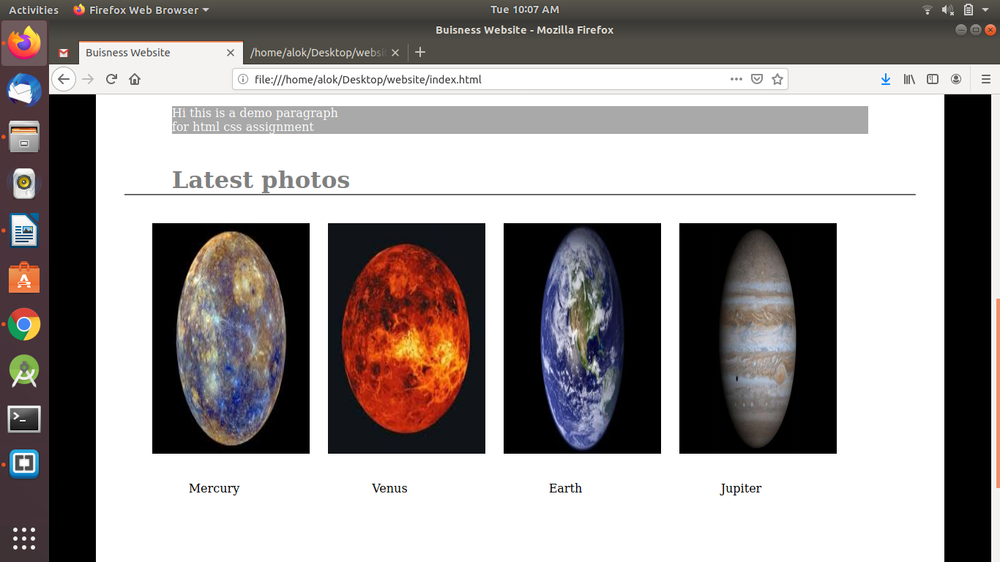 Activities Firefox Web Browser Tue 10:07 AM
Buisness Website - Mozilla Firefox
Buisness Website /home/alok/Desktop/websi
file:///home/alok/Desktop/website/index.html
Hi this is a demo paragraph
for html css assignment
Latest photos
Mercury Venus Earth Jupiter